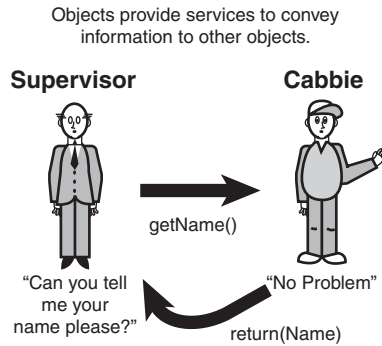 Objects provide services to convey
information to other objects.
Supervisor
Cabbie
getName()
“Can you tell
me your
name please?”
“No Problem”
return(Name)